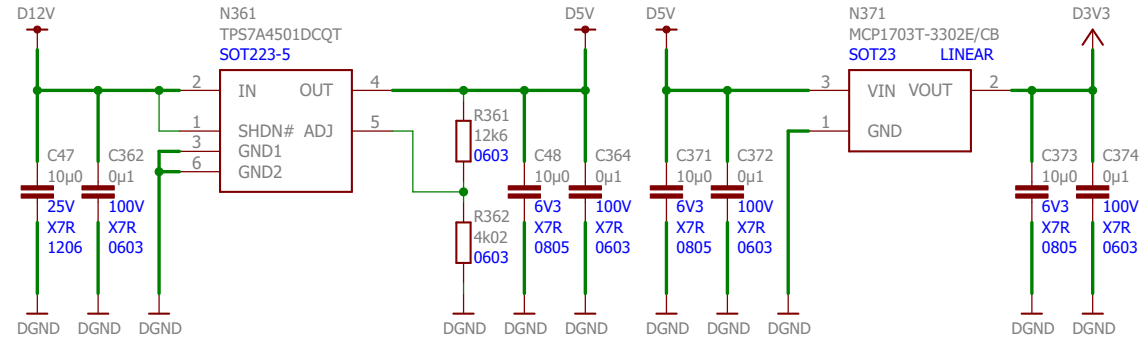 D12V
N361
TPS7A4501DCQT
SOT223-5
D5V
D5V
N371
MCP1703T-3302E/CB
SOT23 LINEAR
D3V3
2 IN OUT 4
1 SHDN# ADJ 5
3 GND1
6 GND2
3 VIN VOUT 2
1 GND
R361
12k6
0603
C47
10µ0
25V
X7R
1206
C362
0µ1
100V
X7R
0603
R362
4k02
0603
C48
10µ0
6V3
X7R
0805
C364
0µ1
100V
X7R
0603
C371
10µ0
6V3
X7R
0805
C372
0µ1
100V
X7R
0603
C373
10µ0
6V3
X7R
0805
C374
0µ1
100V
X7R
0603
DGND DGND DGND DGND DGND DGND DGND DGND DGND DGND DGND